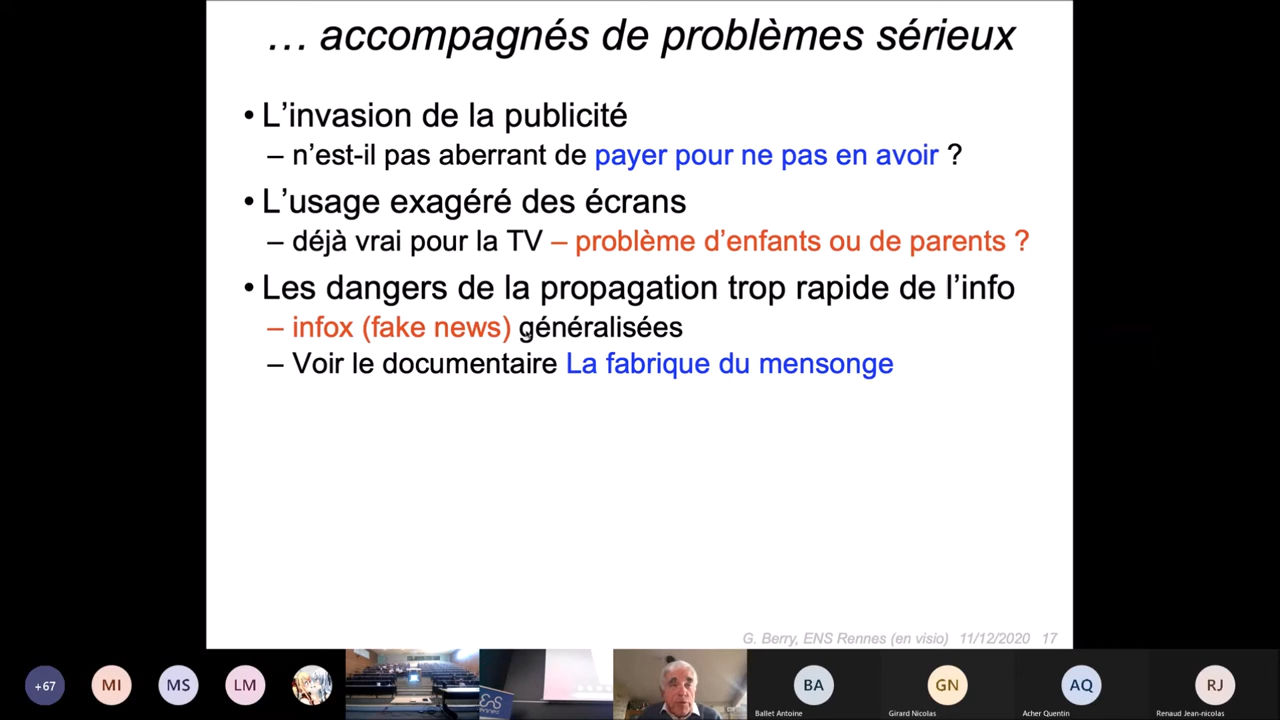 … accompagnés de problèmes sérieux
• L’invasion de la publicité
– n’est-il pas aberrant de payer pour ne pas en avoir ?
• L’usage exagéré des écrans
– déjà vrai pour la TV – problème d’enfants ou de parents ?
• Les dangers de la propagation trop rapide de l’info
– infox (fake news) généralisées
– Voir le documentaire La fabrique du mensonge
G. Berry, ENS Rennes (en visio) 11/12/2020 17
+67
MI
MS
LM
ENS
BA
GN
AQ
RJ
Ballet Antoine
Girard Nicolas
Acher Quentin
Renaud Jean-nicolas